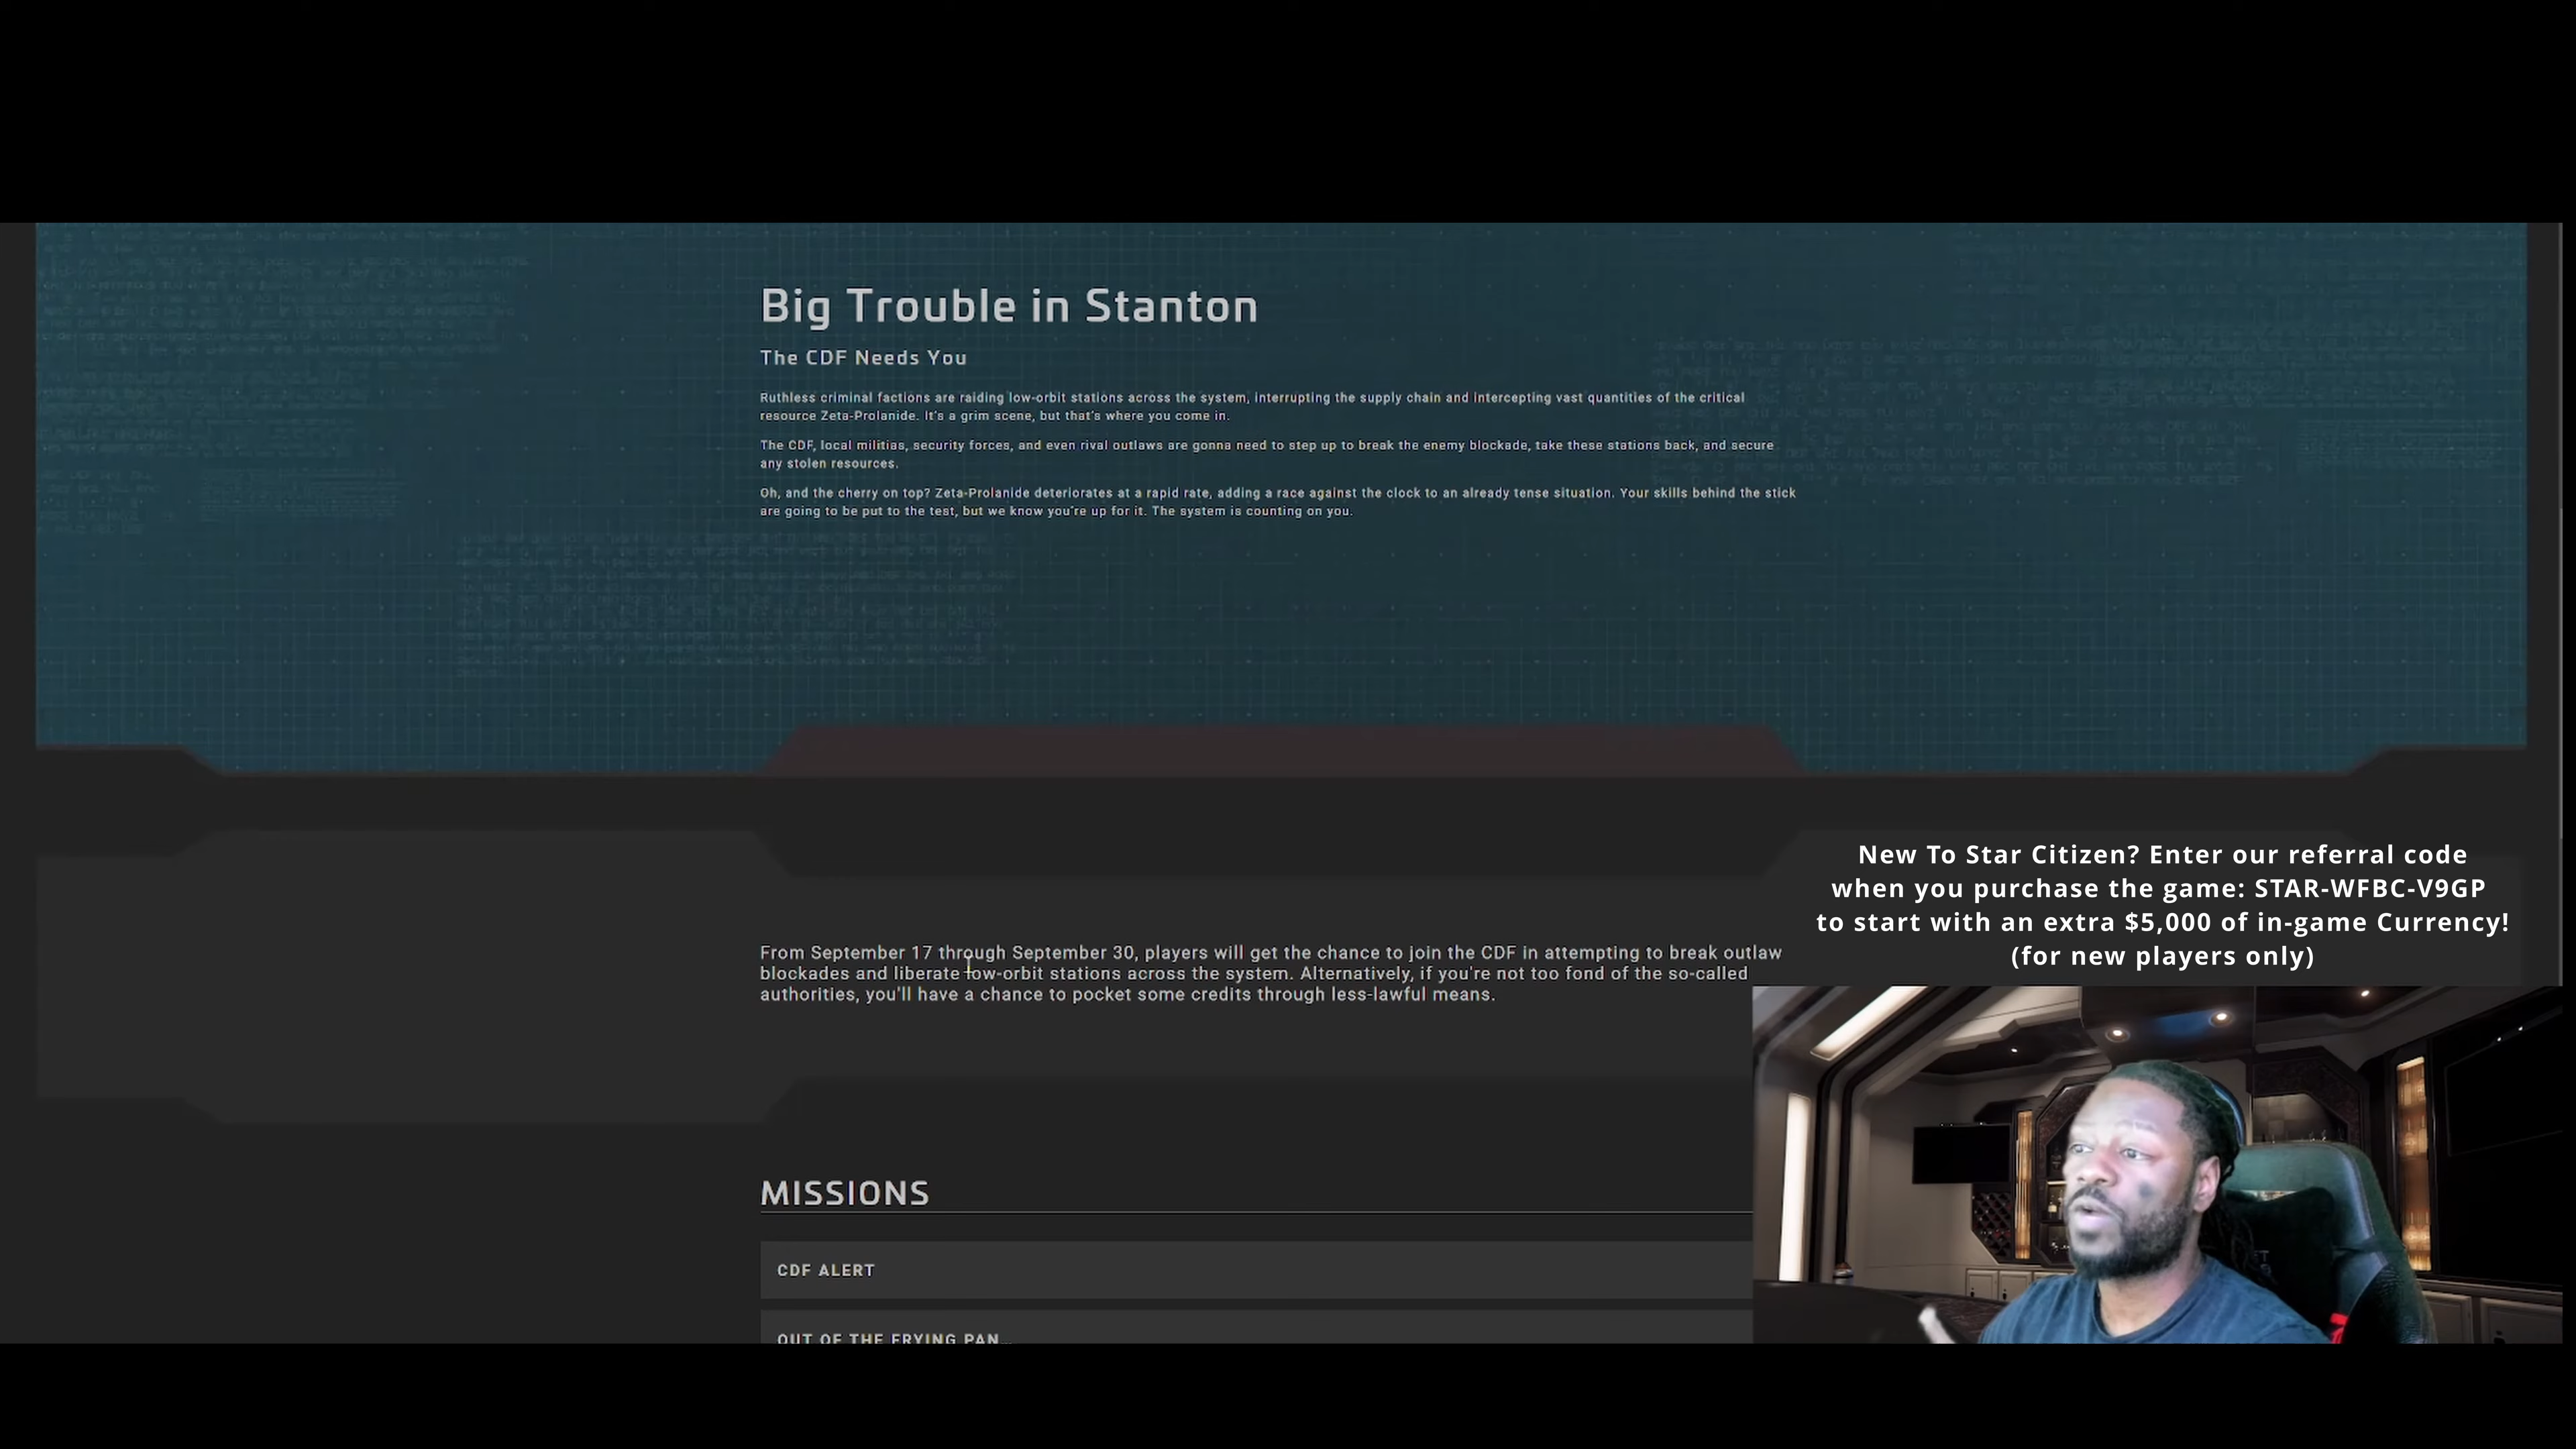 Big Trouble in Stanton
The CDF Needs You
Ruthless criminal factions are raiding low-orbit stations across the system, interrupting the supply chain and intercepting vast quantities of the critical
resource Zeta-Prolanide. It's a grim scene, but that's where you come in.
The CDF, local militias, security forces, and even rival outlaws are gonna need to step up to break the enemy blockade, take these stations back, and secure
any stolen resources.
Oh, and the cherry on top? Zeta-Prolanide deteriorates at a rapid rate, adding a race against the clock to an already tense situation. Your skills behind the stick
are going to be put to the test, but we know you're up for it. The system is counting on you.
New To Star Citizen? Enter our referral code
when you purchase the game: STAR-WFBC-V9GP
to start with an extra $5,000 of in-game Currency!
(for new players only)
From September 17 through September 30, players will get the chance to join the CDF in attempting to break outlaw
blockades and liberate low-orbit stations across the system. Alternatively, if you're not too fond of the so-called
authorities, you'll have a chance to pocket some credits through less-lawful means.
MISSIONS
CDF ALERT
OUT OF THE FRYING PAN...